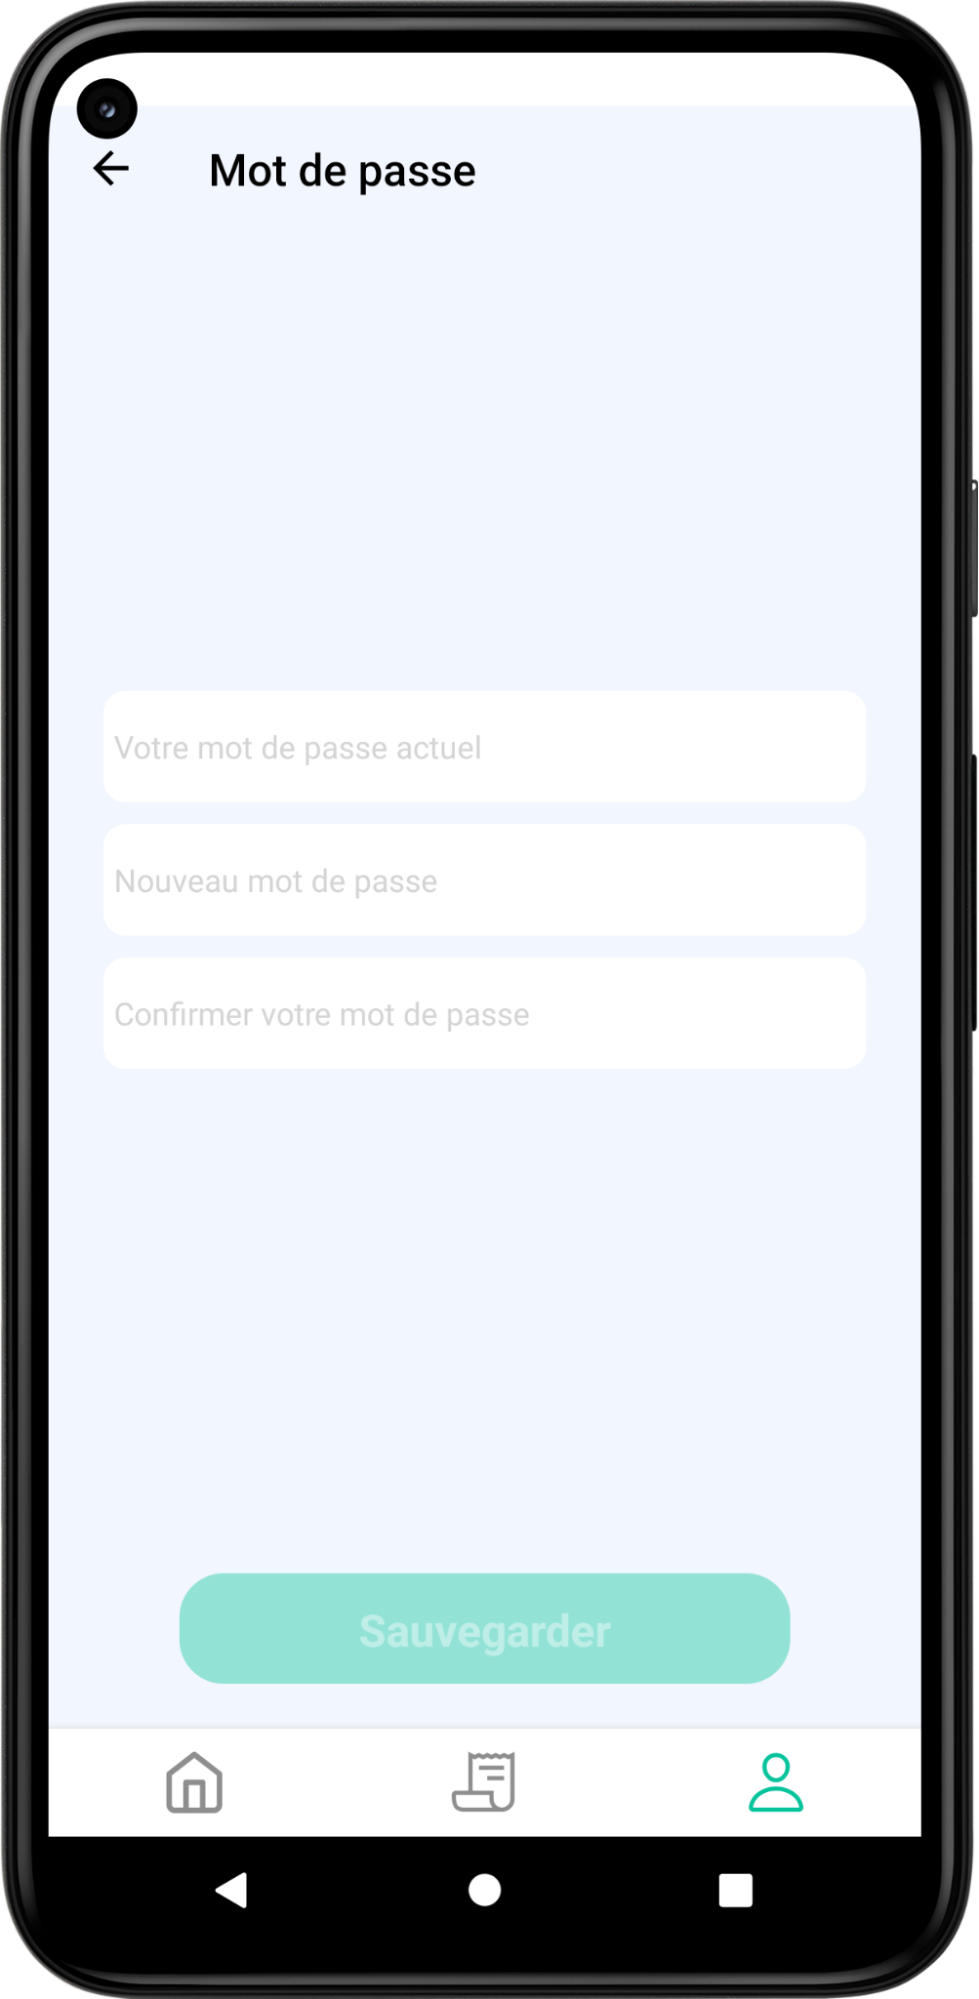 Mot de passe
Votre mot de passe actuel
Nouveau mot de passe
Confirmer votre mot de passe
Sauvegarder